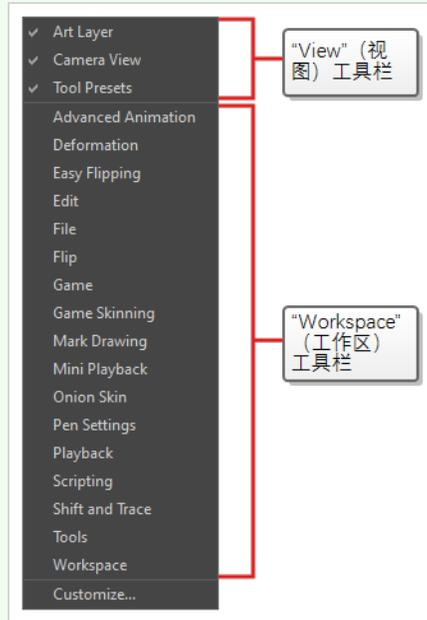 Art Layer
Camera View
Tool Presets
Advanced Animation
Deformation
Easy Flipping
Edit
File
Flip
Game
Game Skinning
Mark Drawing
Mini Playback
Onion Skin
Pen Settings
Playback
Scripting
Shift and Trace
Tools
Workspace
Customize...
“View”（视
图）工具栏
“Workspace”
（工作区）
工具栏